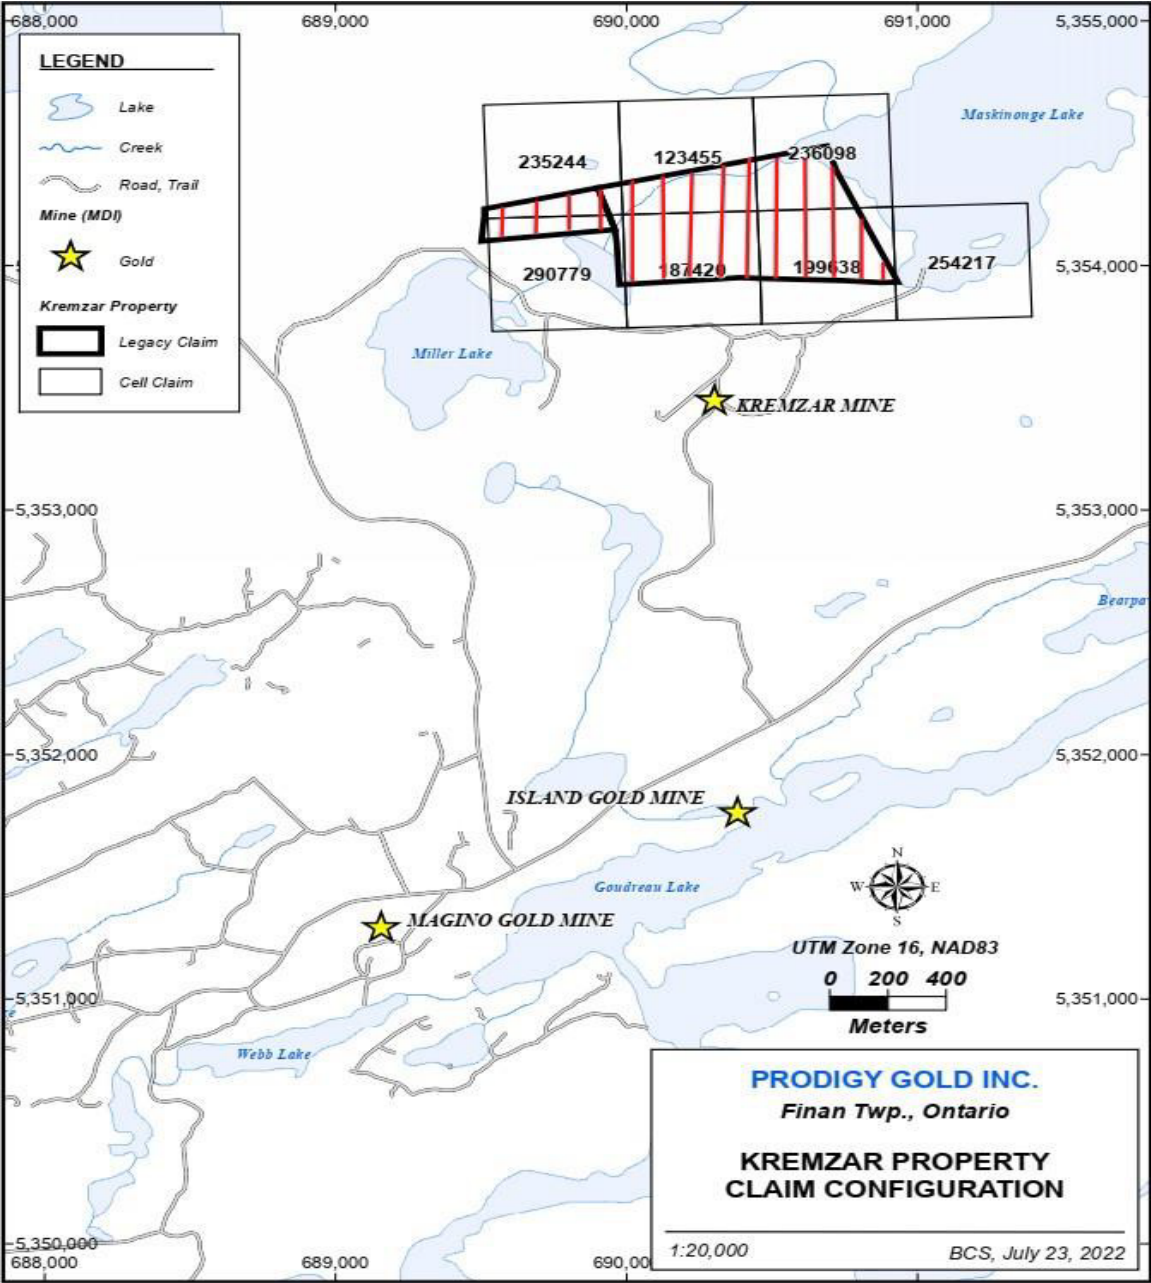 688,000
689,000
690,000
691,000
5,355,000
LEGEND
Lake
Creek
Road, Trail
Mine (MDI)
Gold
Kremzar Property
Legacy Claim
Cell Claim
Maskinonge Lake
235244
123455
236098
290779
187420
199638
254217
5,354,000
Miller Lake
KREMZAR MINE
5,353,000
5,353,000
5,352,000
5,352,000
ISLAND GOLD MINE
Goudreau Lake
MAGINO GOLD MINE
N
W
E
S
UTM Zone 16, NAD83
0 200 400
Meters
5,351,000
5,351,000
Webb Lake
PRODIGY GOLD INC.
Finan Twp., Ontario
KREMZAR PROPERTY
CLAIM CONFIGURATION
1:20,000
BCS, July 23, 2022
5,350,000
688,000
689,000